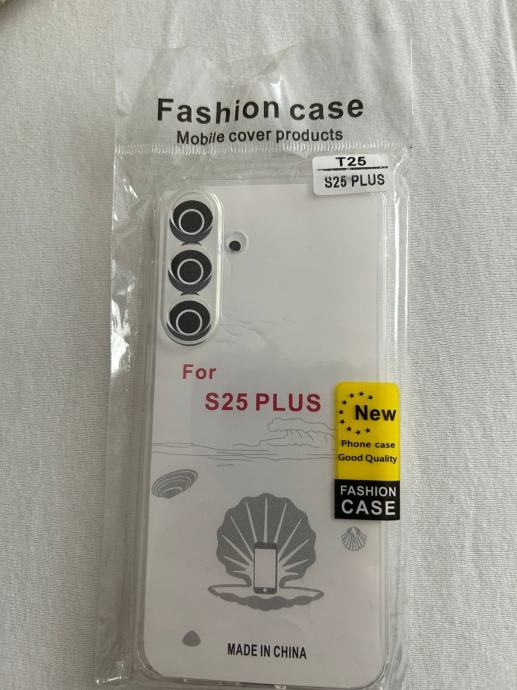 Fashion case
Mobile cover products
T25
S25 PLUS
For
S25 PLUS
New
Phone case
Good Quality
FASHION
CASE
MADE IN CHINA